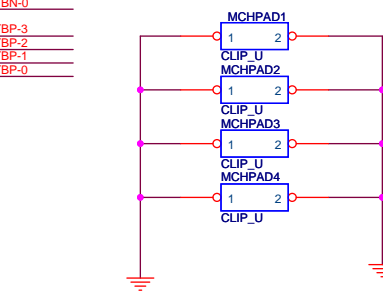 BN-0
BP-3
BP-2
BP-1
BP-0
MCHPAD1
1 2
CLIP_U
MCHPAD2
1 2
CLIP_U
MCHPAD3
1 2
CLIP_U
MCHPAD4
1 2
CLIP_U